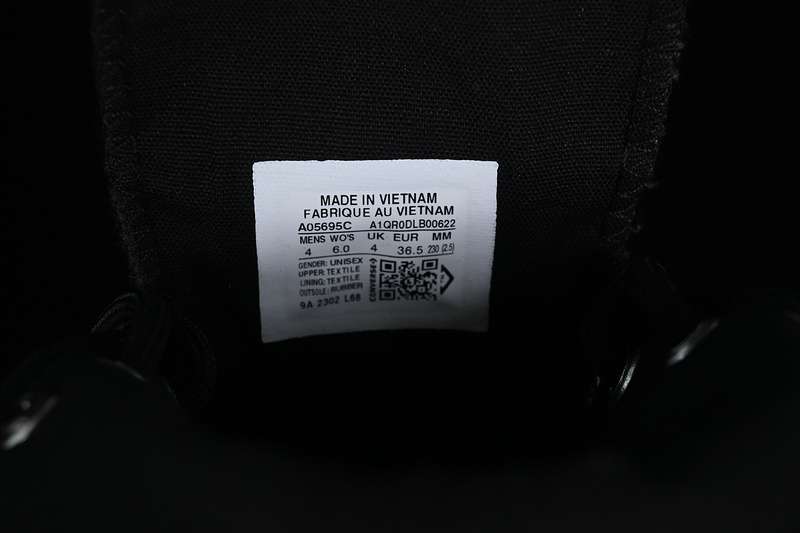 MADE IN VIETNAM
FABRIQUE AU VIETNAM
A05695C A1QR0DLB00622
MENS WO'S UK EUR MM
4 6.0 4 36.5 230 (2.5)
GENDER: UNISEX
UPPER: TEXTILE
LINING: TEXTILE
OUTSOLE: RUBBER
9A 2302 L68
CONVERSE